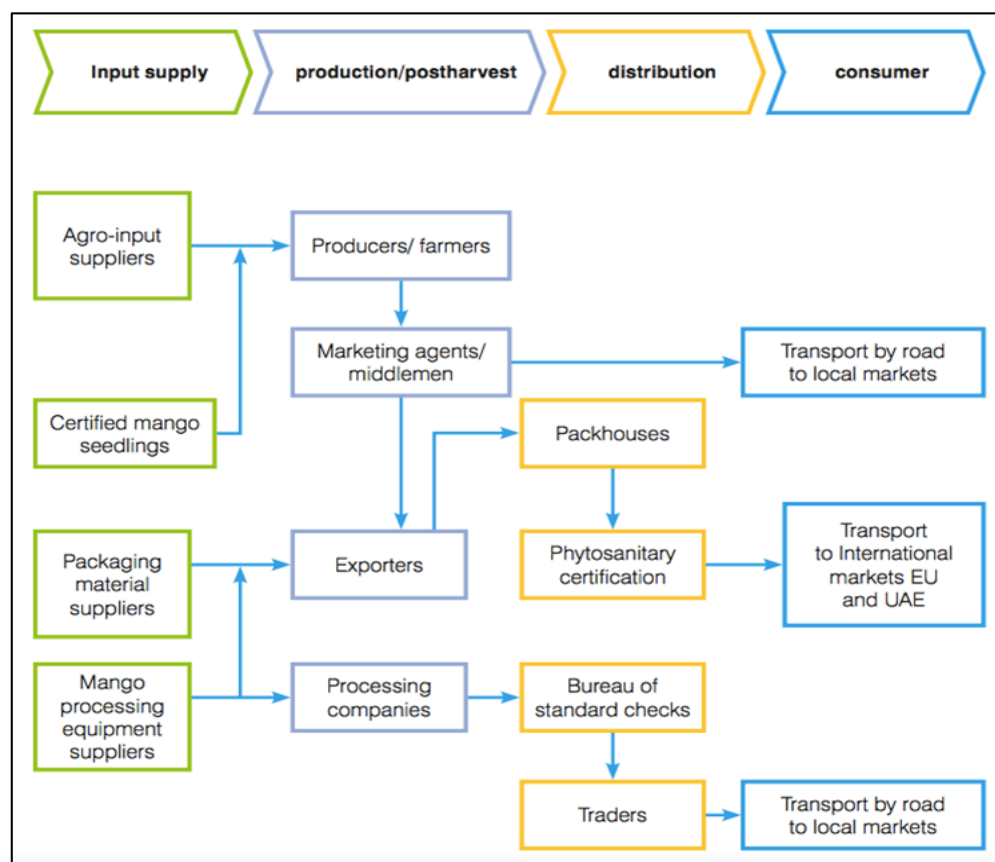 Input supply
production/postharvest
distribution
consumer
Agro-input
suppliers
Producers/ farmers
Marketing agents/
middlemen
Transport by road
to local markets
Certified mango
seedlings
Packhouses
Packaging
material
suppliers
Exporters
Phytosanitary
certification
Transport
to International
markets EU
and UAE
Mango
processing
equipment
suppliers
Processing
companies
Bureau of
standard checks
Traders
Transport by road
to local markets